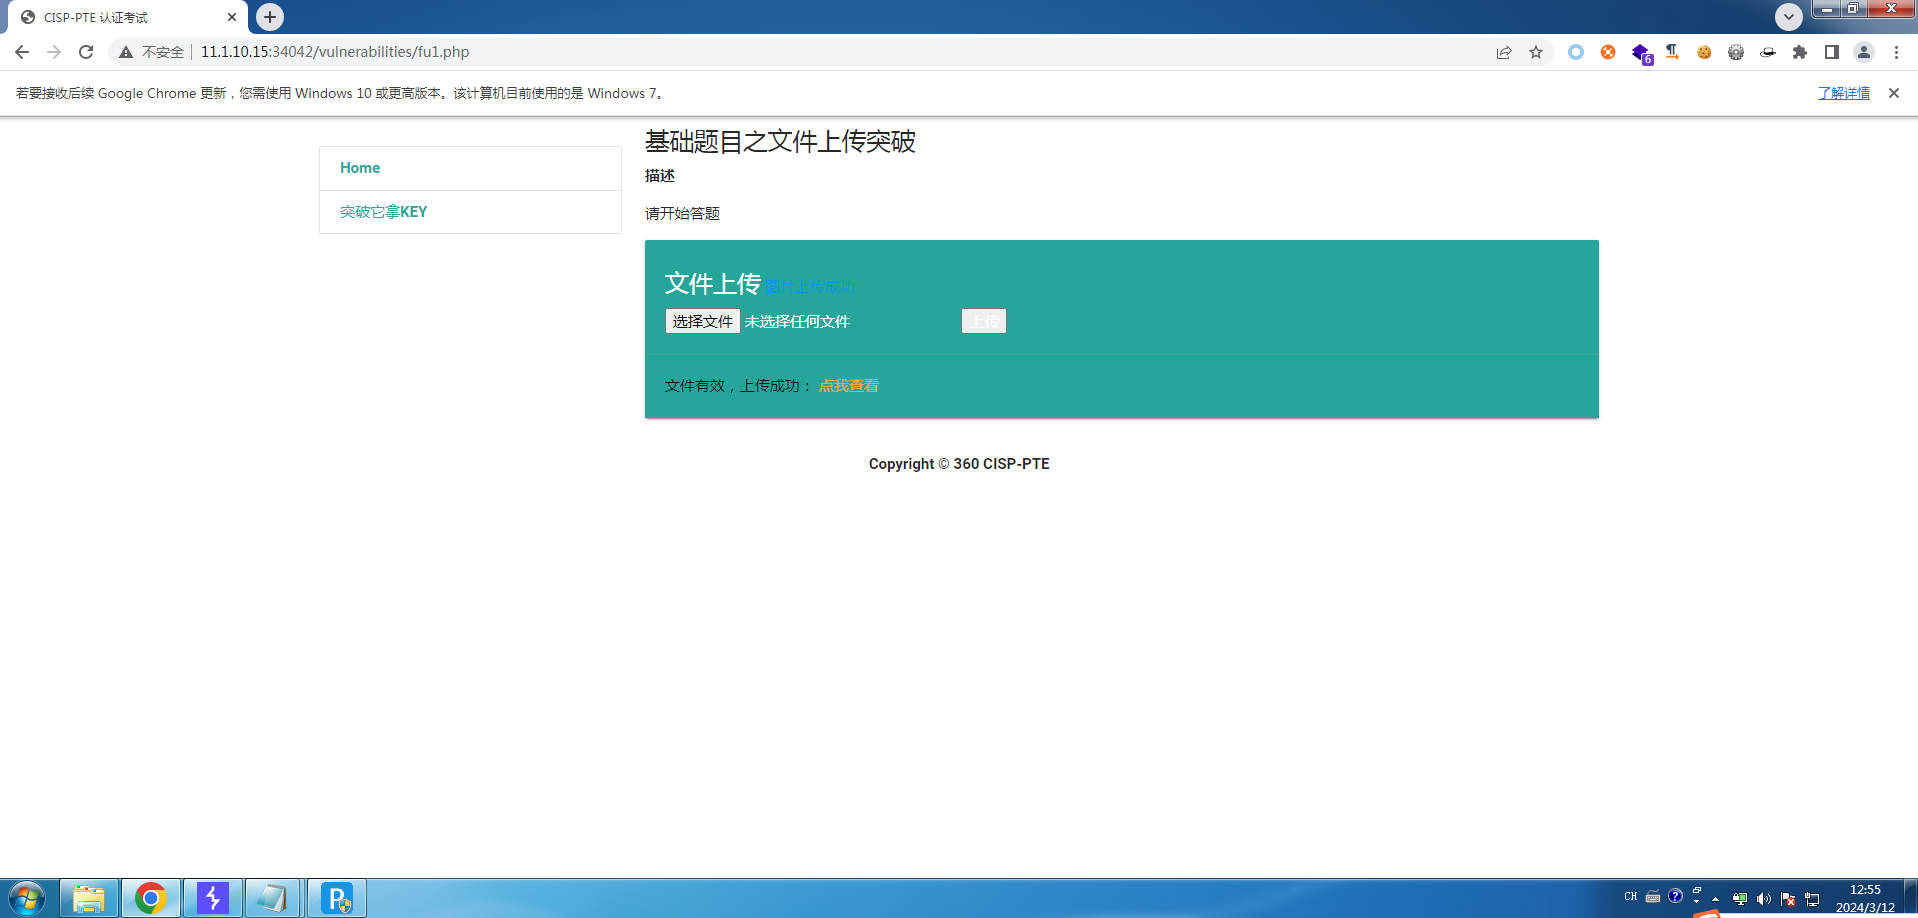 CISP-PTE 认证考试
不安全 11.1.10.15:34042/vulnerabilities/fu1.php
6
若要接收后续 Google Chrome 更新，您需使用 Windows 10 或更高版本。该计算机目前使用的是 Windows 7。
了解详情
基础题目之文件上传突破
描述
Home
突破它拿KEY
请开始答题
文件上传 图片上传成功
选择文件 未选择任何文件 上传
文件有效，上传成功： 点我查看
Copyright © 360 CISP-PTE
CH
12:55
2024/3/12